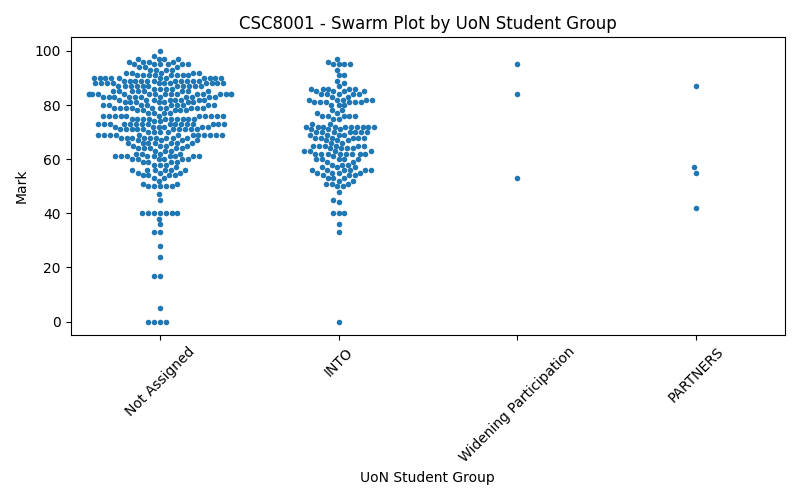 CSC8001 - Swarm Plot by UoN Student Group
100
80
60
40
20
0
Mark
Not Assigned
INTO
Widening Participation
PARTNERS
UoN Student Group